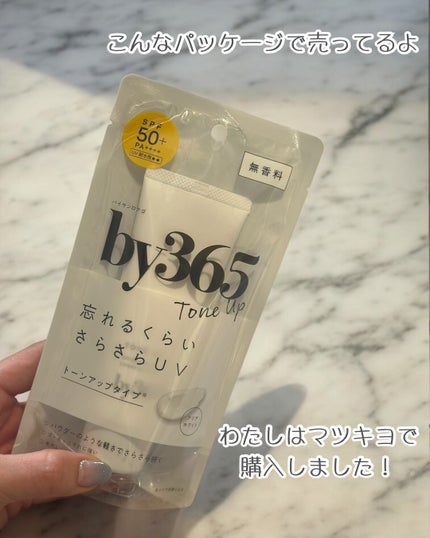 こんなパッケージで売ってるよ
SPF
50+
PA++++
無香料
バイサンロクゴ
by365
Tone Up
忘れるくらい
さらさらUV
トーンアップタイプ
わたしはマツキヨで
購入しました！